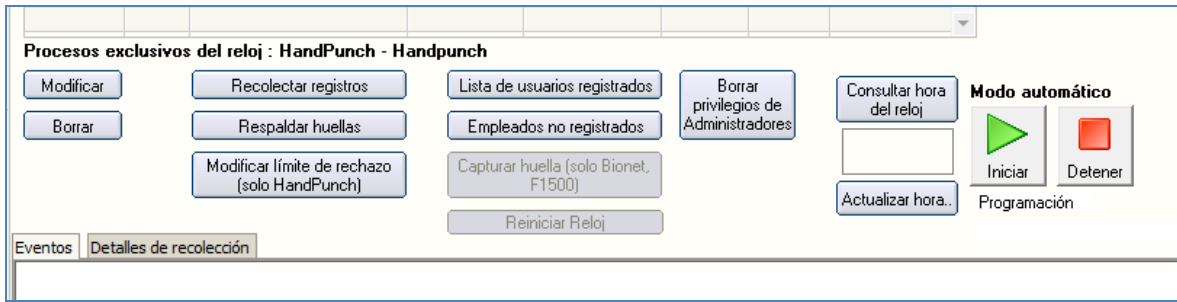 Procesos exclusivos del reloj : HandPunch - Handpunch
Modificar
Borrar
Recolectar registros
Respaldar huellas
Modificar límite de rechazo
(solo HandPunch)
Lista de usuarios registrados
Empleados no registrados
Capturar huella (solo Bionet,
F1500)
Reiniciar Reloj
Borrar
privilegios de
Administradores
Consultar hora
del reloj
Actualizar hora..
Modo automático
Iniciar
Detener
Programación
Eventos
Detalles de recolección